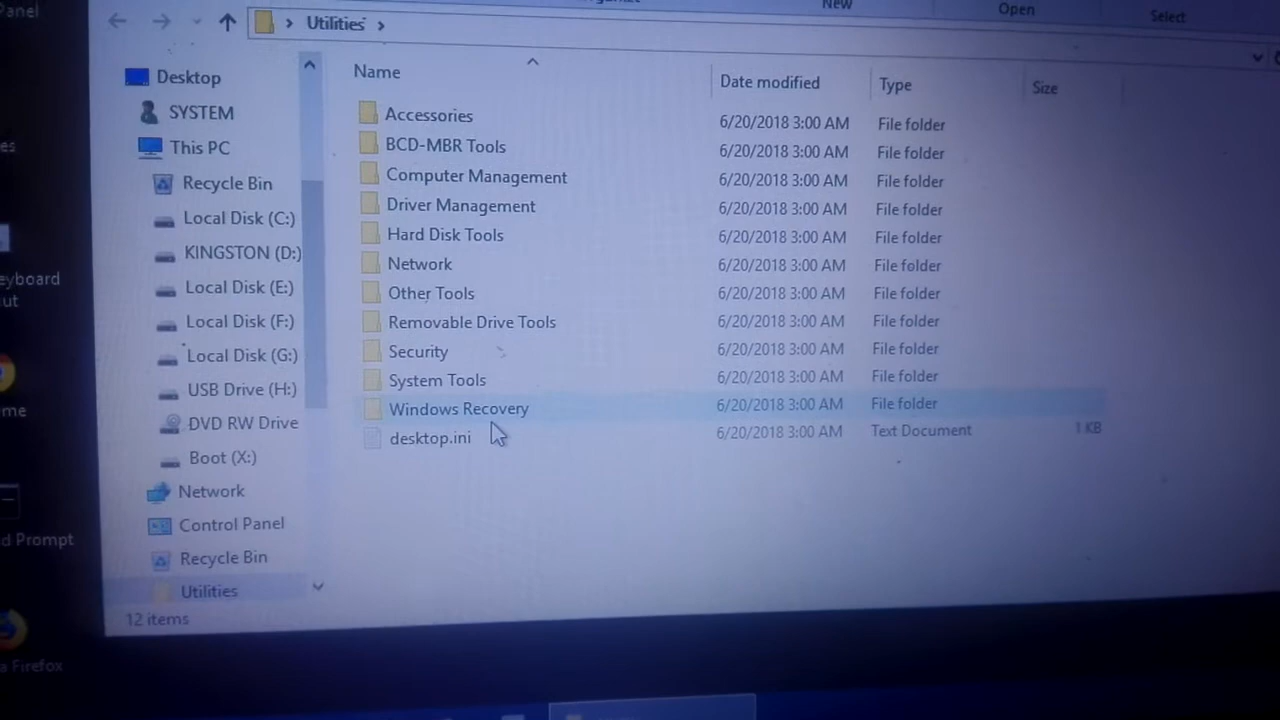 Panel
New
Open
Select
Utilities
Name
Date modified
Type
Size
Desktop
SYSTEM
This PC
Recycle Bin
Local Disk (C:)
KINGSTON (D:)
Local Disk (E:)
Local Disk (F:)
Local Disk (G:)
USB Drive (H:)
DVD RW Drive
Boot (X:)
Network
Control Panel
Recycle Bin
Utilities
Accessories 6/20/2018 3:00 AM File folder
BCD-MBR Tools 6/20/2018 3:00 AM File folder
Computer Management 6/20/2018 3:00 AM File folder
Driver Management 6/20/2018 3:00 AM File folder
Hard Disk Tools 6/20/2018 3:00 AM File folder
Network 6/20/2018 3:00 AM File folder
Other Tools 6/20/2018 3:00 AM File folder
Removable Drive Tools 6/20/2018 3:00 AM File folder
Security 6/20/2018 3:00 AM File folder
System Tools 6/20/2018 3:00 AM File folder
Windows Recovery 6/20/2018 3:00 AM File folder
desktop.ini 6/20/2018 3:00 AM Text Document 1 KB
12 items
eyboard
ut
me
d Prompt
a Firefox